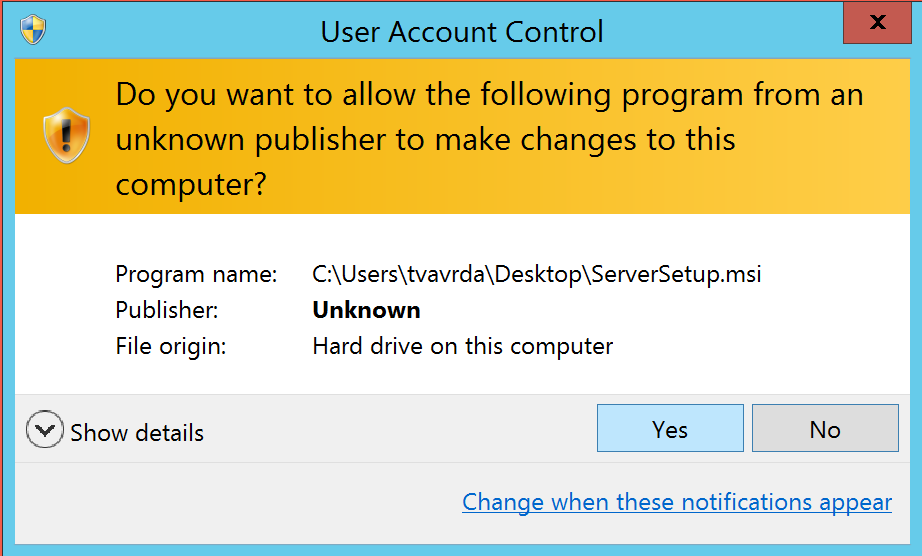 User Account Control
x
Do you want to allow the following program from an
unknown publisher to make changes to this
computer?
Program name: C:\Users\tvavrda\Desktop\ServerSetup.msi
Publisher: Unknown
File origin: Hard drive on this computer
Show details
Yes No
Change when these notifications appear